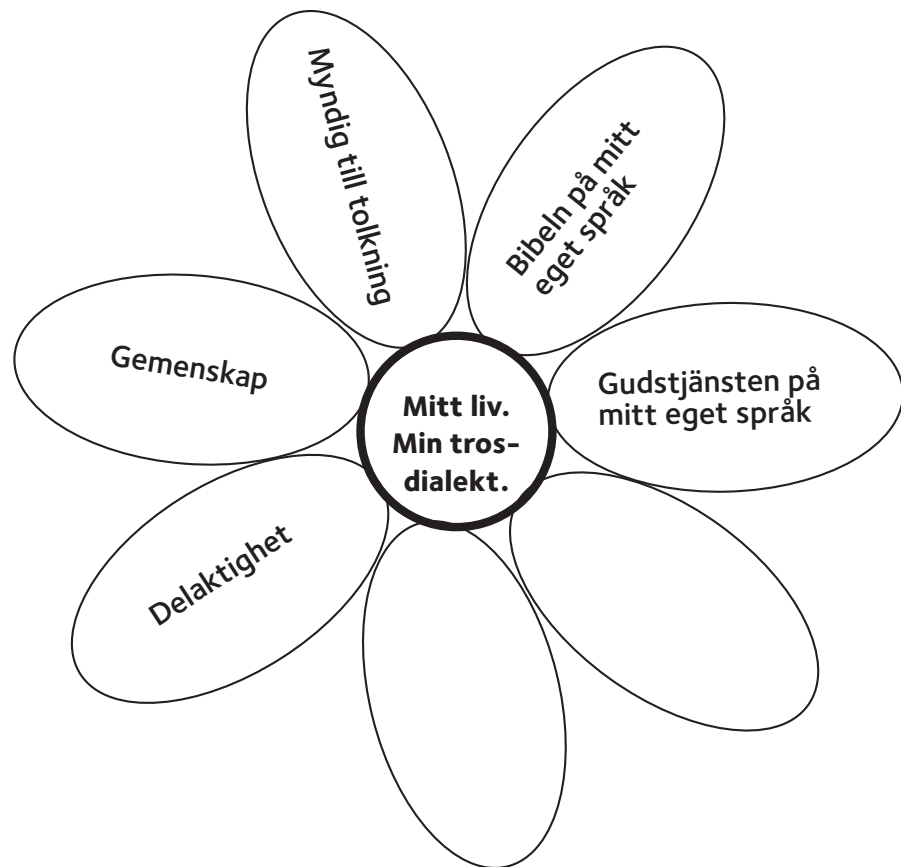 Myndig till tolkning
Bibeln på mitt
eget språk
Gemenskap
Gudstjänsten på
mitt eget språk
Mitt liv.
Min tros-
dialekt.
Delaktighet